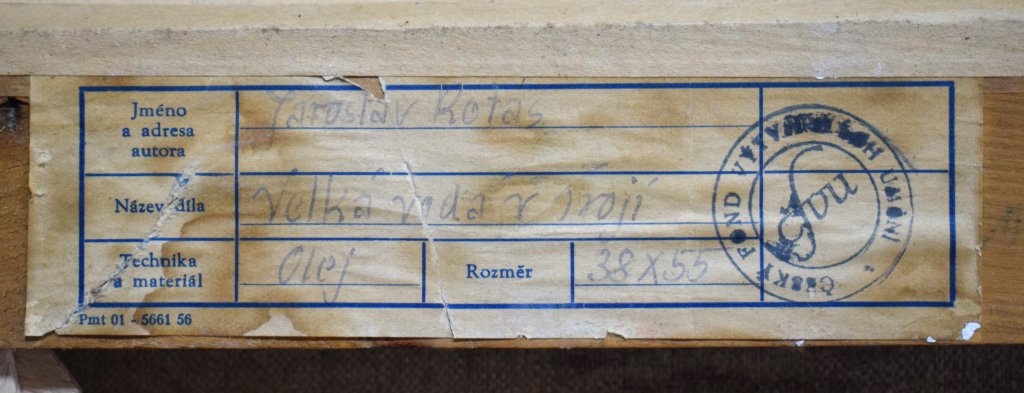 Jméno
a adresa
autora
Jaroslav Kotas
Název díla
Velká voda v Troji
Technika
a materiál
Olej
Rozměr
38 x 55
ČESKÝ FOND VÝTVARNÝCH UMĚNÍ
čfvu
Pmt 01 - 5661 56